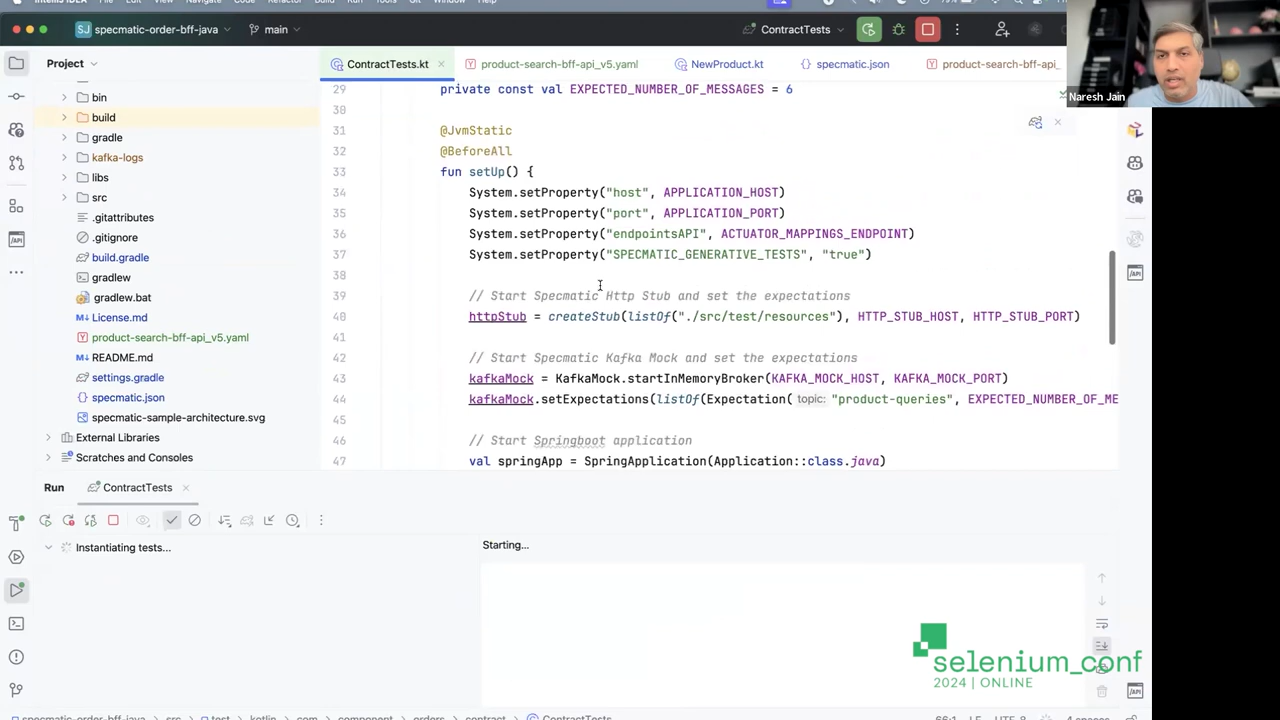 specmatic-order-bff-java
main
ContractTests
Naresh Jain
Project
ContractTests.kt
product-search-bff-api_v5.yaml
NewProduct.kt
specmatic.json
product-search-bff-api_
bin
build
gradle
kafka-logs
libs
src
.gitattributes
.gitignore
build.gradle
gradlew
gradlew.bat
License.md
product-search-bff-api_v5.yaml
README.md
settings.gradle
specmatic.json
specmatic-sample-architecture.svg
External Libraries
Scratches and Consoles
29 private const val EXPECTED_NUMBER_OF_MESSAGES = 6
30
31 @JvmStatic
32 @BeforeAll
33 fun setUp() {
34 System.setProperty("host", APPLICATION_HOST)
35 System.setProperty("port", APPLICATION_PORT)
36 System.setProperty("endpointsAPI", ACTUATOR_MAPPINGS_ENDPOINT)
37 System.setProperty("SPECMATIC_GENERATIVE_TESTS", "true")
38
39 // Start Specmatic Http Stub and set the expectations
40 httpStub = createStub(listOf("./src/test/resources"), HTTP_STUB_HOST, HTTP_STUB_PORT)
41
42 // Start Specmatic Kafka Mock and set the expectations
43 kafkaMock = KafkaMock.startInMemoryBroker(KAFKA_MOCK_HOST, KAFKA_MOCK_PORT)
44 kafkaMock.setExpectations(listOf(Expectation( topic: "product-queries", EXPECTED_NUMBER_OF_ME
45
46 // Start Springboot application
47 val springApp = SpringApplication(Application::class.java)
Run
ContractTests
Instantiating tests...
Starting...
selenium_conf
2024 | ONLINE